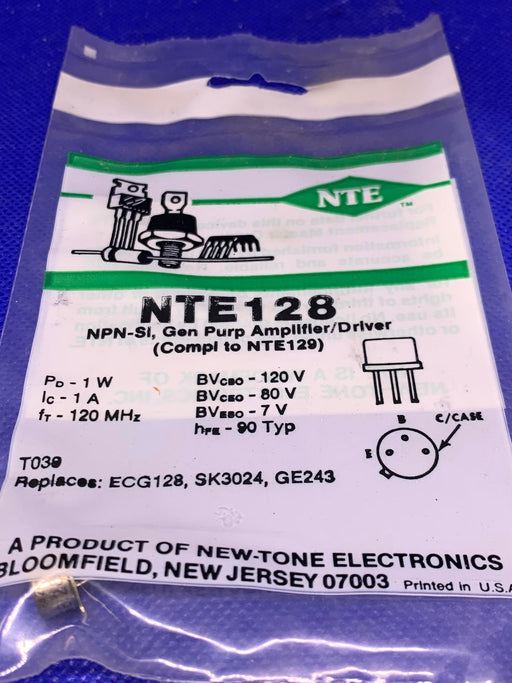 NTE
™
NTE128
NPN-Si, Gen Purp Amplifier/Driver
(Compl to NTE129)
PD - 1 W
IC - 1 A
fT - 120 MHz
BVCBO - 120 V
BVCEO - 80 V
BVEBO - 7 V
hFE - 90 Typ
B
C/CASE
E
TO39
Replaces: ECG128, SK3024, GE243
A PRODUCT OF NEW-TONE ELECTRONICS
BLOOMFIELD, NEW JERSEY 07003 Printed in U.S.A